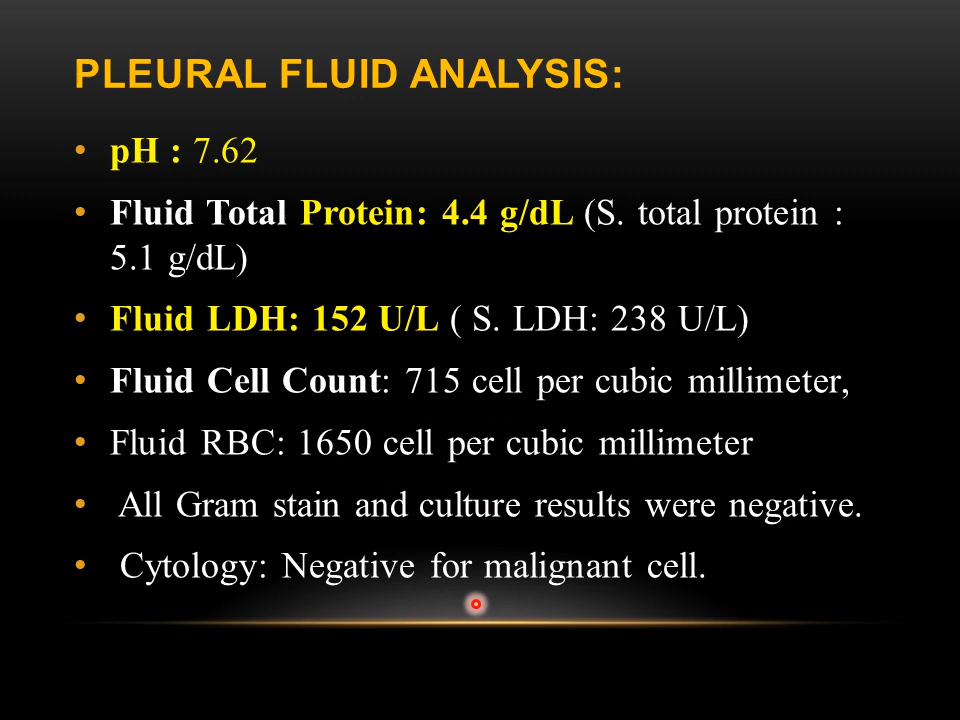 PLEURAL FLUID ANALYSIS:
• pH : 7.62
• Fluid Total Protein: 4.4 g/dL (S. total protein :
5.1 g/dL)
• Fluid LDH: 152 U/L ( S. LDH: 238 U/L)
• Fluid Cell Count: 715 cell per cubic millimeter,
• Fluid RBC: 1650 cell per cubic millimeter
• All Gram stain and culture results were negative.
• Cytology: Negative for malignant cell.